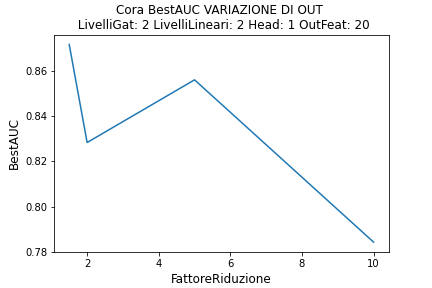 Cora BestAUC VARIAZIONE DI OUT
LivelliGat: 2 LivelliLineari: 2 Head: 1 OutFeat: 20
BestAUC
0.86
0.84
0.82
0.80
0.78
2 4 6 8 10
FattoreRiduzione